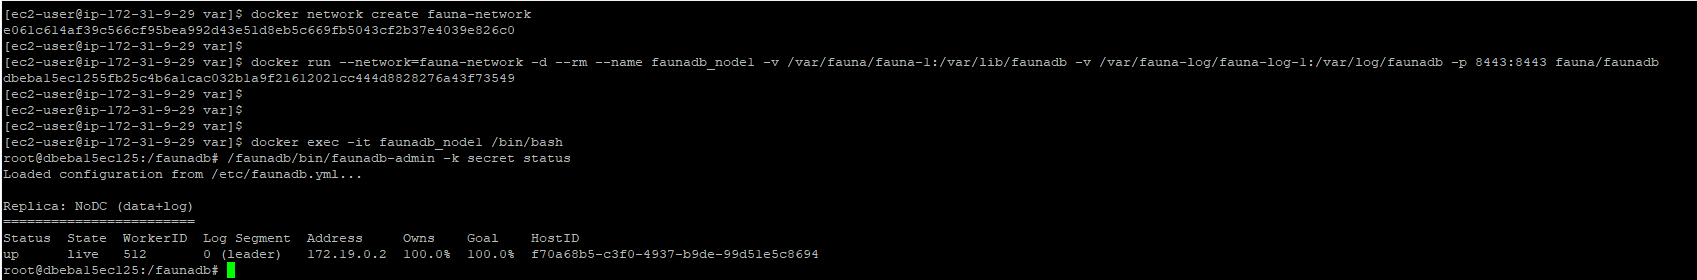 [ec2-user@ip-172-31-9-29 var]$ docker network create fauna-network
e061c614af39c566cf95bea992d43e51d8eb5c669fb5043cf2b37e4039e826c0
[ec2-user@ip-172-31-9-29 var]$
[ec2-user@ip-172-31-9-29 var]$ docker run --network=fauna-network -d --rm --name faunadb_node1 -v /var/fauna/fauna-1:/var/lib/faunadb -v /var/fauna-log/fauna-log-1:/var/log/faunadb -p 8443:8443 fauna/faunadb
dbeba15ec1255fb25c4b6a1cac032b1a9f21612021cc444d8828276a43f73549
[ec2-user@ip-172-31-9-29 var]$
[ec2-user@ip-172-31-9-29 var]$
[ec2-user@ip-172-31-9-29 var]$
[ec2-user@ip-172-31-9-29 var]$ docker exec -it faunadb_node1 /bin/bash
root@dbeba15ec125:/faunadb# /faunadb/bin/faunadb-admin -k secret status
Loaded configuration from /etc/faunadb.yml...
Replica: NoDC (data+log)
========================
Status State WorkerID Log Segment Address Owns Goal HostID
up live 512 0 (leader) 172.19.0.2 100.0% 100.0% f70a68b5-c3f0-4937-b9de-99d51e5c8694
root@dbeba15ec125:/faunadb#